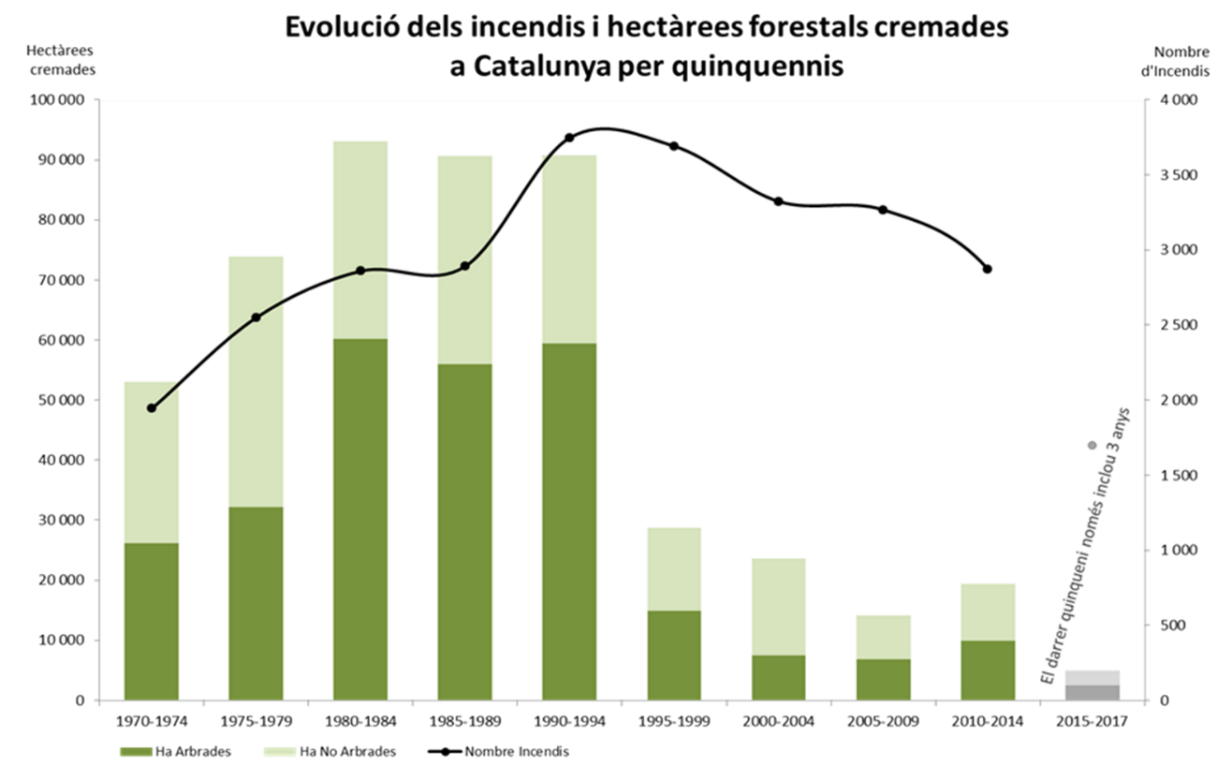 Evolució dels incendis i hectàrees forestals cremades
a Catalunya per quinquennis
Hectàrees
cremades
Nombre
d'Incendis
100 000
90 000
80 000
70 000
60 000
50 000
40 000
30 000
20 000
10 000
0
4 000
3 500
3 000
2 500
2 000
1 500
1 000
500
0
El darrer quinqueni només inclou 3 anys
1970-1974 1975-1979 1980-1984 1985-1989 1990-1994 1995-1999 2000-2004 2005-2009 2010-2014 2015-2017
Ha Arbrades Ha No Arbrades Nombre Incendis